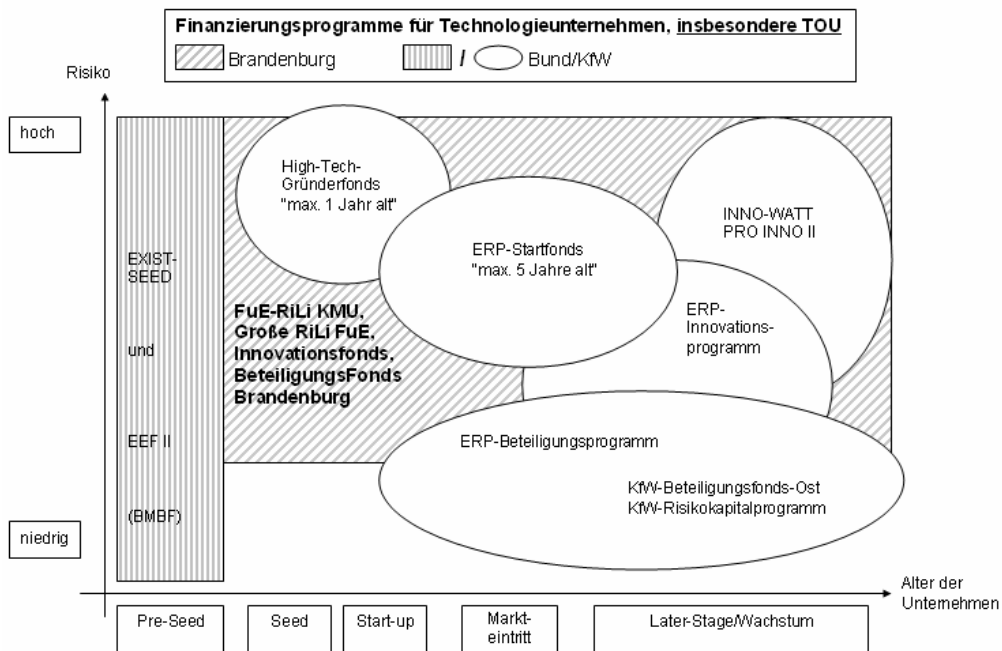 Finanzierungsprogramme für Technologieunternehmen, insbesondere TOU
Brandenburg / Bund/KfW
Risiko
hoch
niedrig
EXIST-
SEED
und
EEF II
(BMBF)
High-Tech-
Gründerfonds
"max. 1 Jahr alt"
ERP-Startfonds
"max. 5 Jahre alt"
INNO-WATT
PRO INNO II
FuE-RiLi KMU,
Große RiLi FuE,
Innovationsfonds,
BeteiligungsFonds
Brandenburg
ERP-
Innovations-
programm
ERP-Beteiligungsprogramm
KfW-Beteiligungsfonds-Ost
KfW-Risikokapitalprogramm
Alter der
Unternehmen
Pre-Seed
Seed
Start-up
Markt-
eintritt
Later-Stage/Wachstum